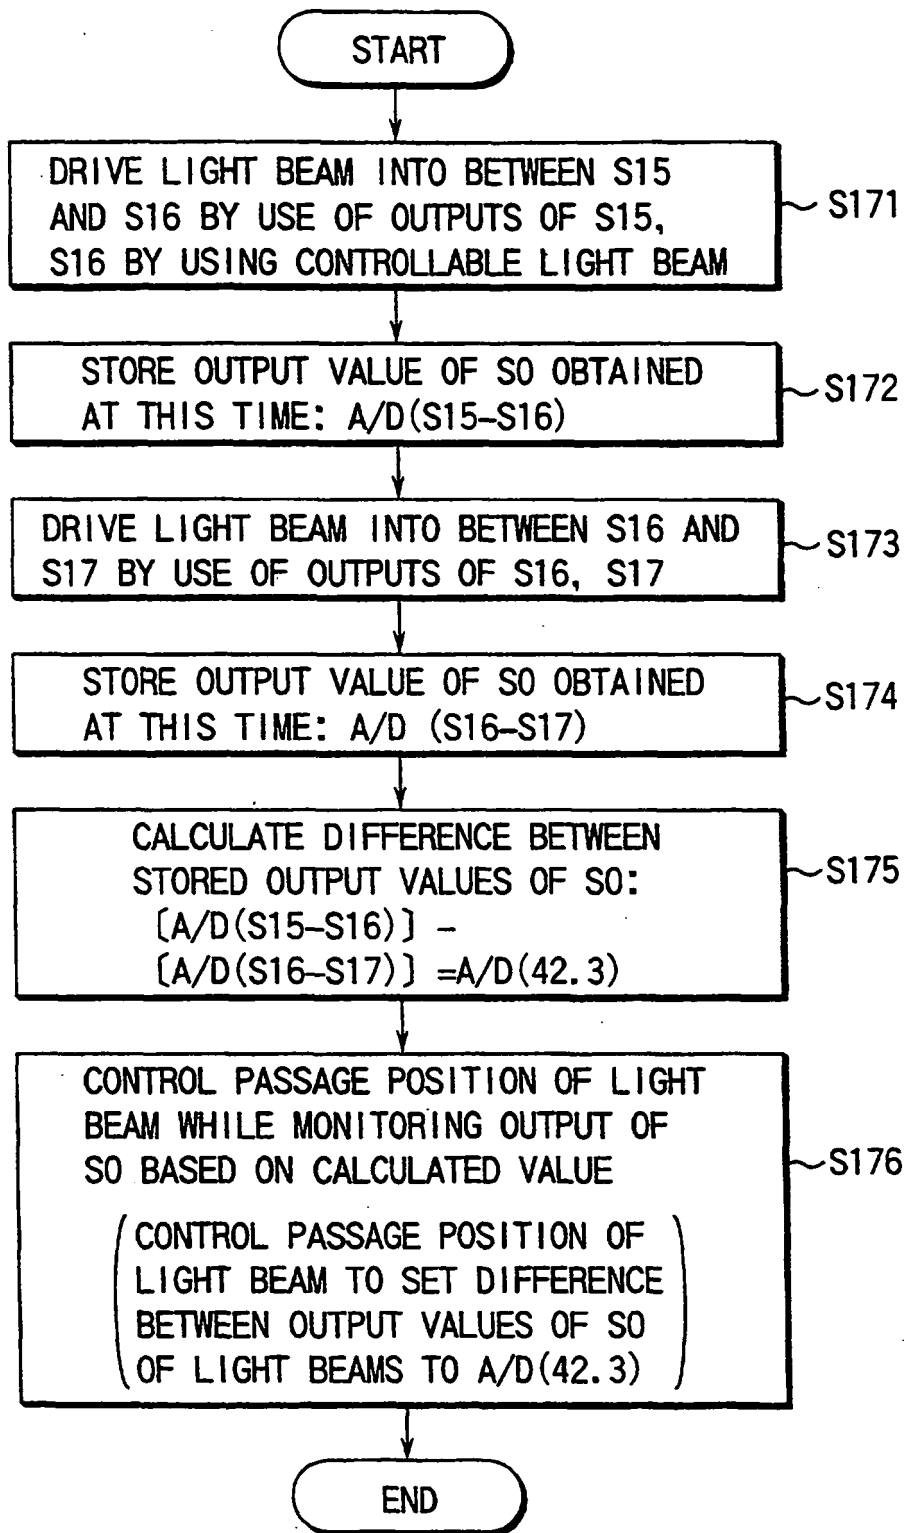 START
DRIVE LIGHT BEAM INTO BETWEEN S15
AND S16 BY USE OF OUTPUTS OF S15,
S16 BY USING CONTROLLABLE LIGHT BEAM
S171
STORE OUTPUT VALUE OF SO OBTAINED
AT THIS TIME: A/D(S15-S16)
S172
DRIVE LIGHT BEAM INTO BETWEEN S16 AND
S17 BY USE OF OUTPUTS OF S16, S17
S173
STORE OUTPUT VALUE OF SO OBTAINED
AT THIS TIME: A/D (S16-S17)
S174
CALCULATE DIFFERENCE BETWEEN
STORED OUTPUT VALUES OF SO:
[A/D(S15-S16)] -
[A/D(S16-S17)] =A/D(42.3)
S175
CONTROL PASSAGE POSITION OF LIGHT
BEAM WHILE MONITORING OUTPUT OF
SO BASED ON CALCULATED VALUE
(CONTROL PASSAGE POSITION OF
LIGHT BEAM TO SET DIFFERENCE
BETWEEN OUTPUT VALUES OF SO
OF LIGHT BEAMS TO A/D(42.3))
S176
END